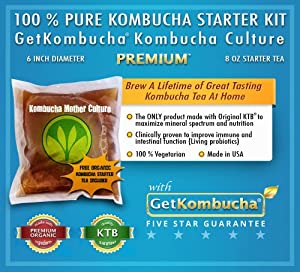 100 % PURE KOMBUCHA STARTER KIT
GetKombucha® Kombucha Culture
6 INCH DIAMETER
PREMIUM™
8 OZ STARTER TEA
Kombucha Mother Culture
FREE ORGANIC
KOMBUCHA STARTER
TEA INCLUDED
Brew A Lifetime of Great Tasting
Kombucha Tea At Home
• The ONLY product made with Original KTB® to
maximize mineral spectrum and nutrition
• Clinically proven to improve immune and
intestinal function (Living probiotics)
• 100 % Vegetarian
• Made in USA
PREMIUM
ORGANIC
KTB
with
GetKombucha®
FIVE STAR GUARANTEE